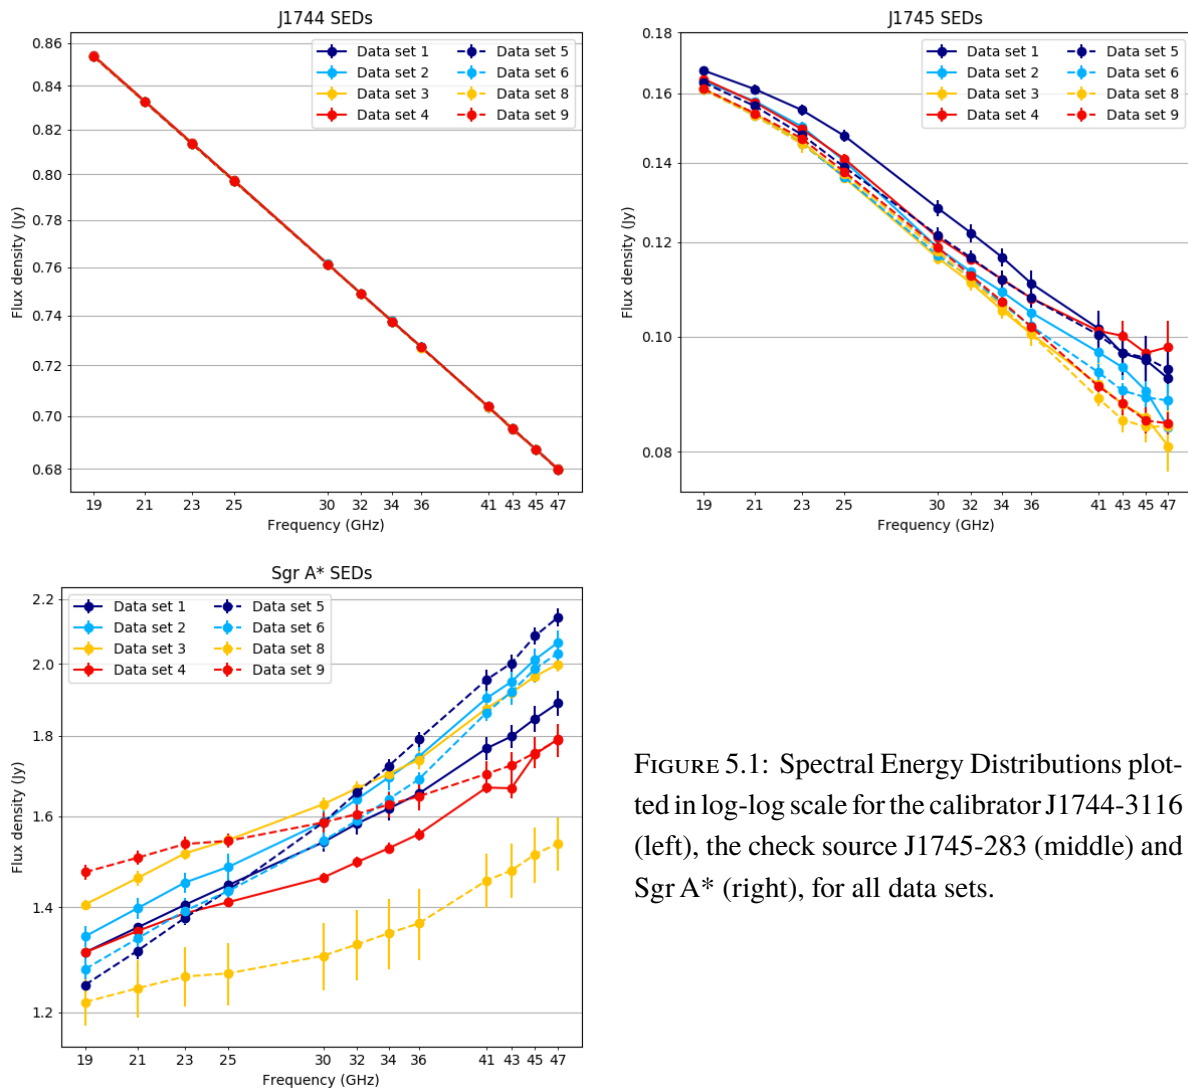 J1744 SEDs
0.86
0.84
0.82
0.80
0.78
0.76
0.74
0.72
0.70
0.68
Flux density (Jy)
Data set 1 Data set 5
Data set 2 Data set 6
Data set 3 Data set 8
Data set 4 Data set 9
19 21 23 25 30 32 34 36 41 43 45 47
Frequency (GHz)
J1745 SEDs
0.18
0.16
0.14
0.12
0.10
0.08
Flux density (Jy)
Data set 1 Data set 5
Data set 2 Data set 6
Data set 3 Data set 8
Data set 4 Data set 9
19 21 23 25 30 32 34 36 41 43 45 47
Frequency (GHz)
Sgr A* SEDs
2.2
2.0
1.8
1.6
1.4
1.2
Flux density (Jy)
Data set 1 Data set 5
Data set 2 Data set 6
Data set 3 Data set 8
Data set 4 Data set 9
19 21 23 25 30 32 34 36 41 43 45 47
Frequency (GHz)
FIGURE 5.1: Spectral Energy Distributions plot-
ted in log-log scale for the calibrator J1744-3116
(left), the check source J1745-283 (middle) and
Sgr A* (right), for all data sets.